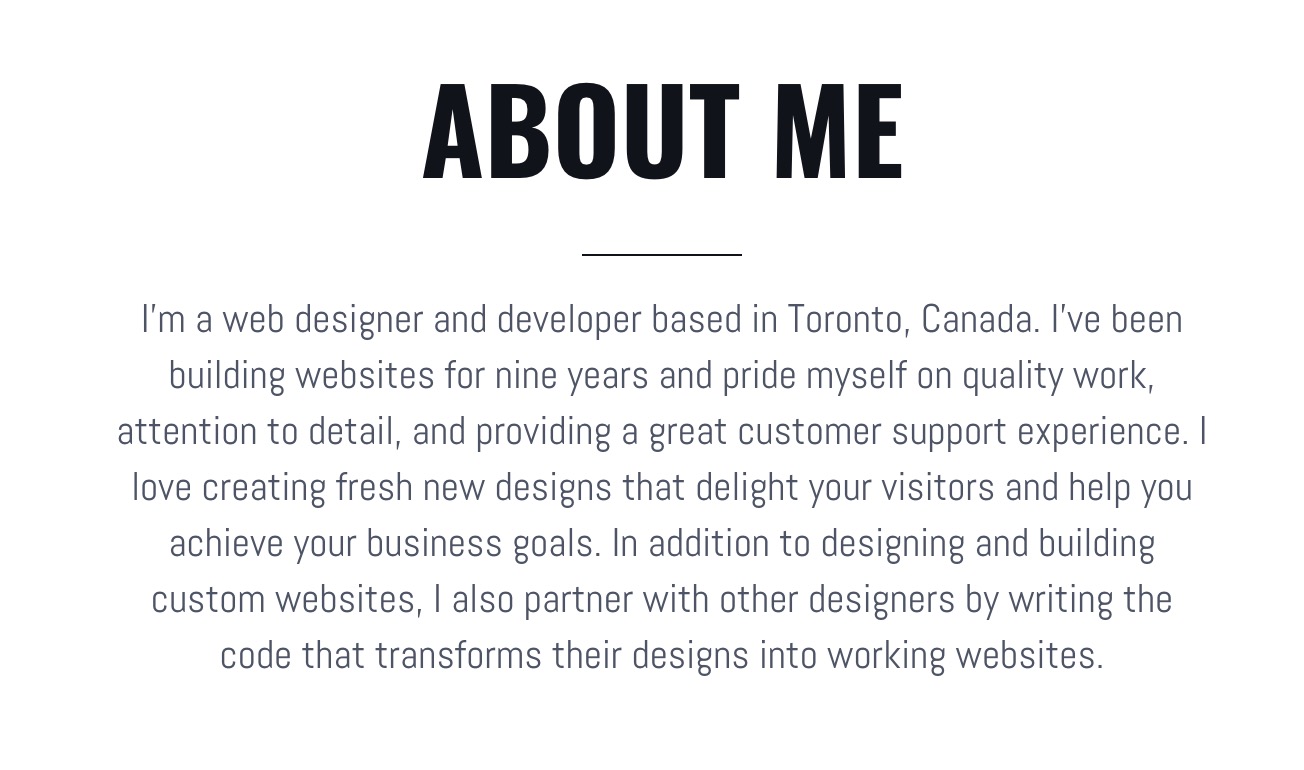 ABOUT ME
I’m a web designer and developer based in Toronto, Canada. I’ve been
building websites for nine years and pride myself on quality work,
attention to detail, and providing a great customer support experience. I
love creating fresh new designs that delight your visitors and help you
achieve your business goals. In addition to designing and building
custom websites, I also partner with other designers by writing the
code that transforms their designs into working websites.